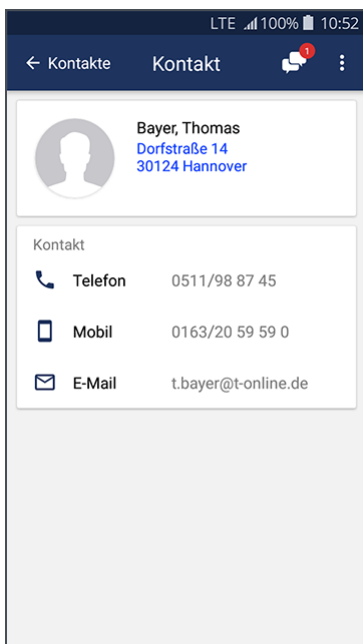 LTE 100% 10:52
← Kontakte Kontakt 1
Bayer, Thomas
Dorfstraße 14
30124 Hannover
Kontakt
Telefon 0511/98 87 45
Mobil 0163/20 59 59 0
E-Mail t.bayer@t-online.de